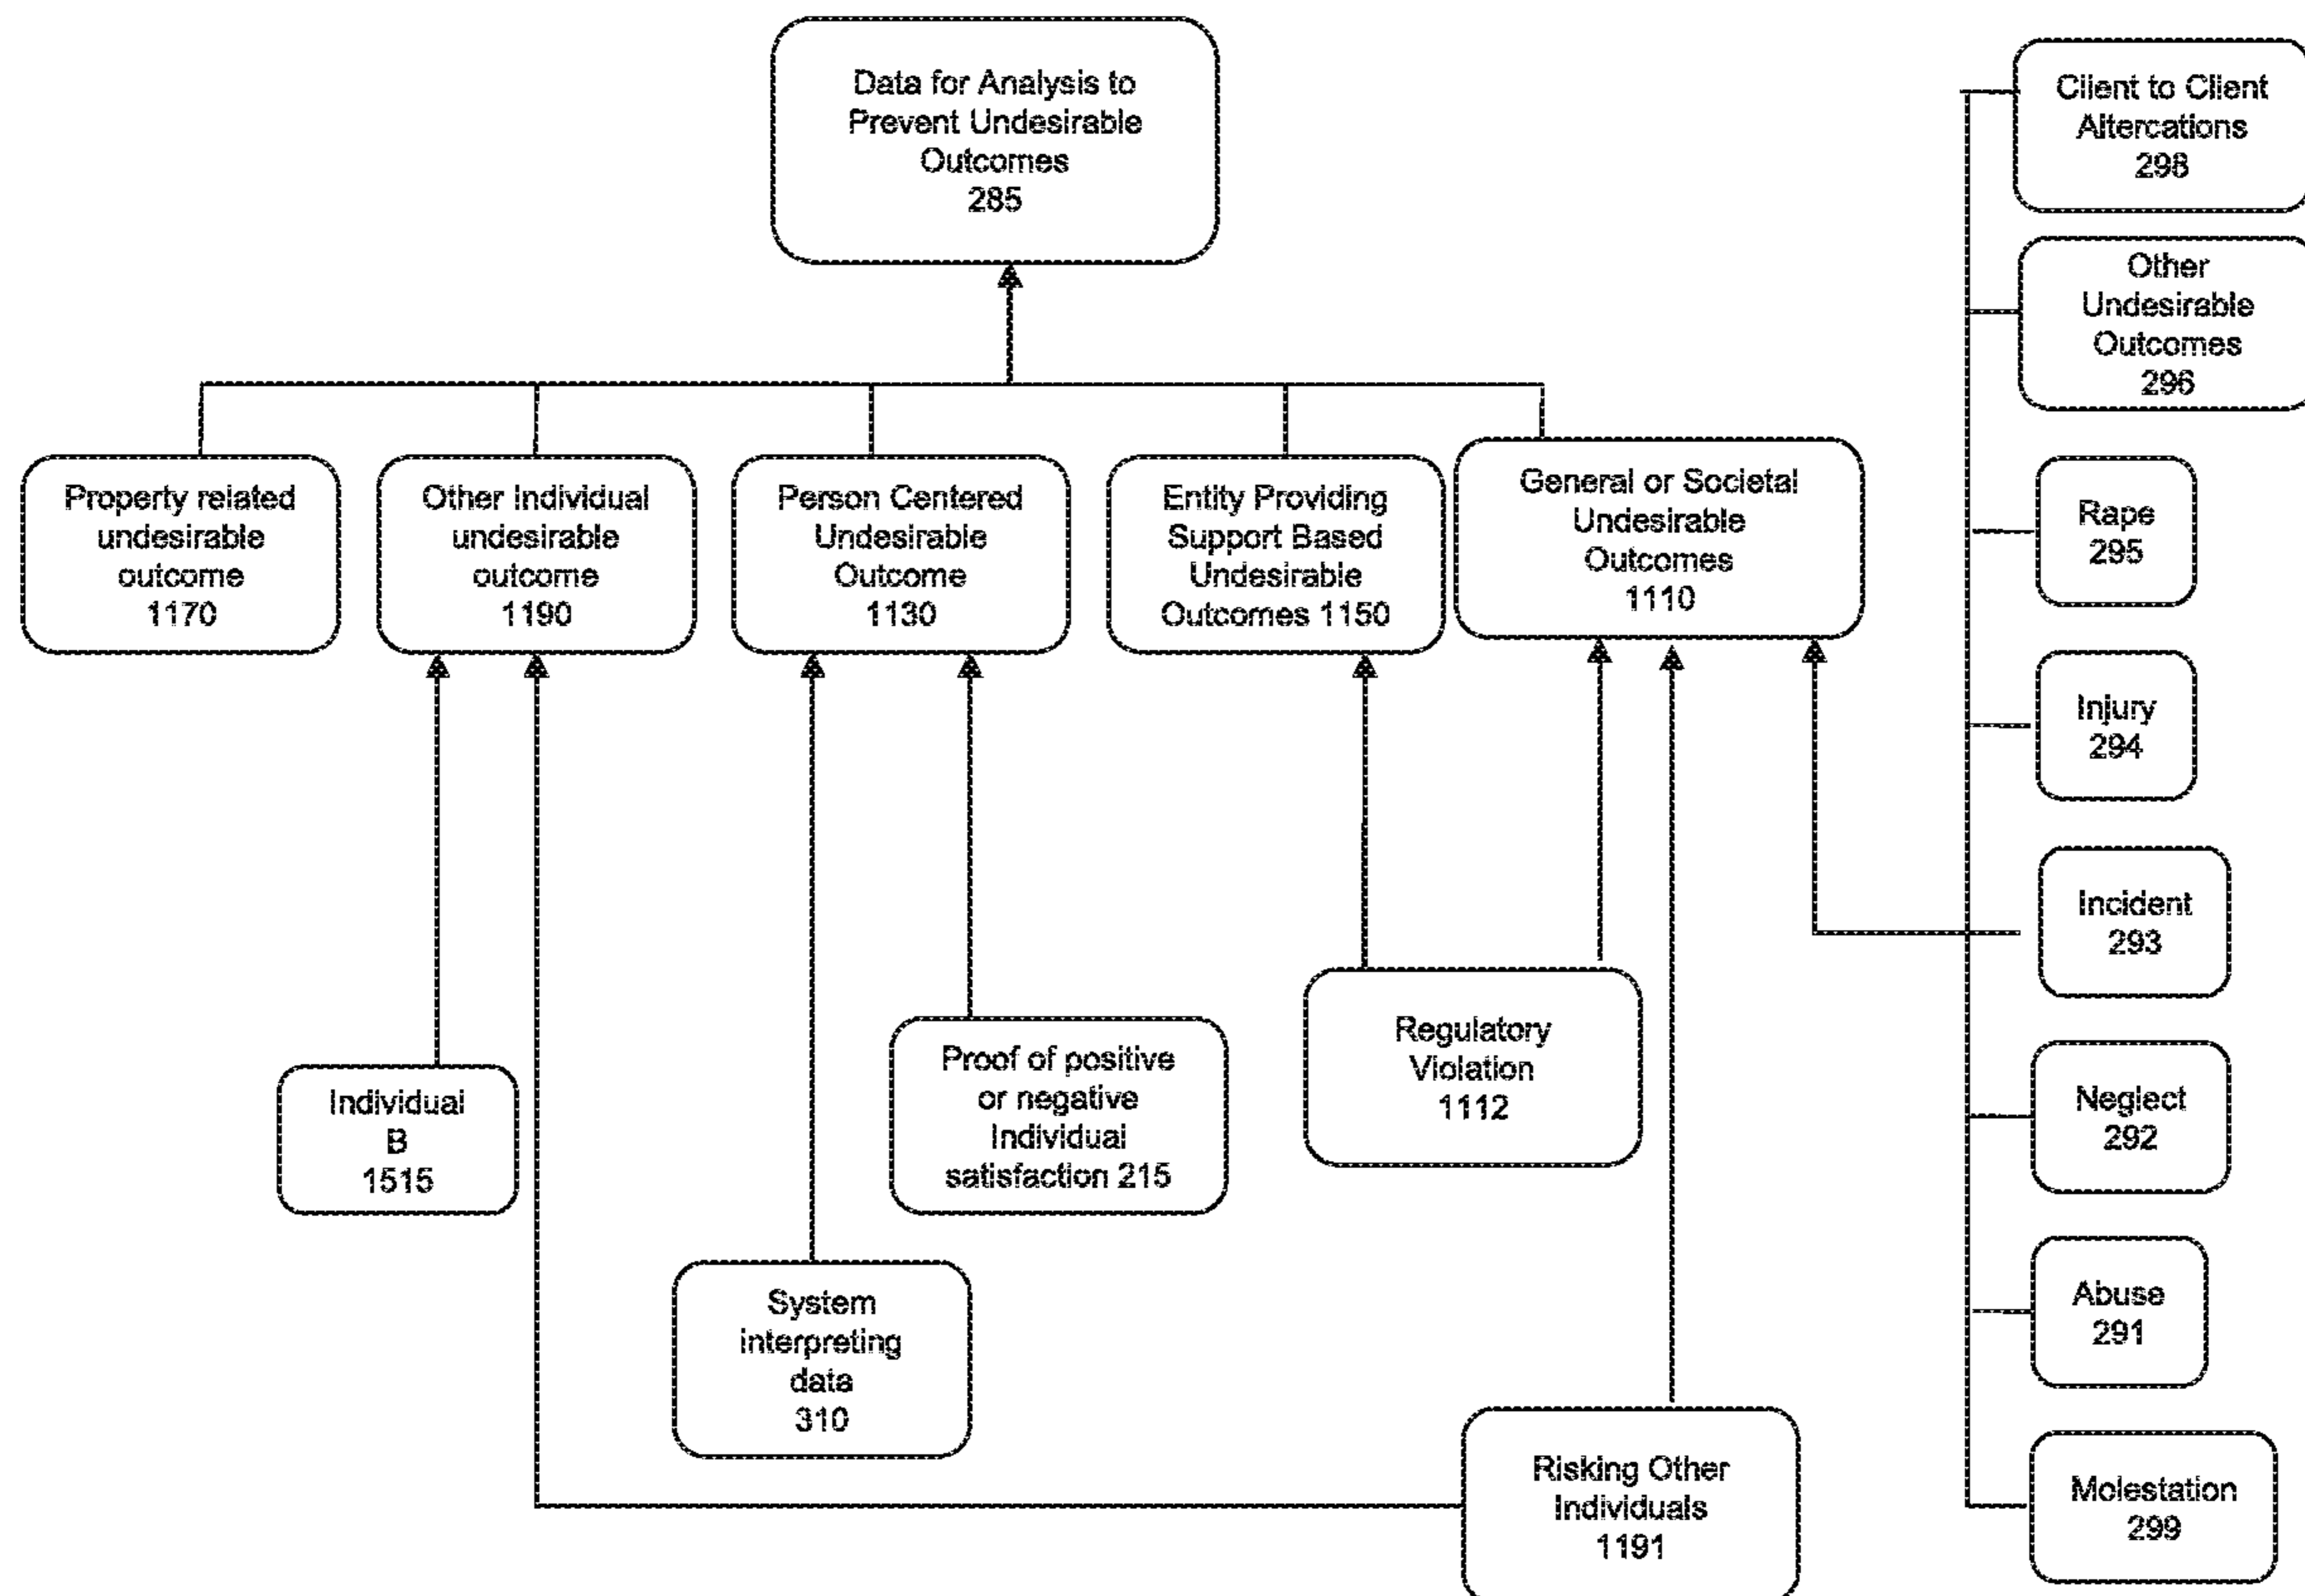 Data for Analysis to
Prevent Undesirable
Outcomes
285
Client to Client
Altercations
298
Other
Undesirable
Outcomes
296
Property related
undesirable
outcome
1170
Other Individual
undesirable
outcome
1190
Person Centered
Undesirable
Outcome
1130
Entity Providing
Support Based
Undesirable
Outcomes 1150
General or Societal
Undesirable
Outcomes
1110
Rape
295
Injury
294
Incident
293
Neglect
292
Abuse
291
Molestation
299
Individual
B
1515
Proof of positive
or negative
Individual
satisfaction 215
Regulatory
Violation
1112
System
interpreting
data
310
Risking Other
Individuals
1191